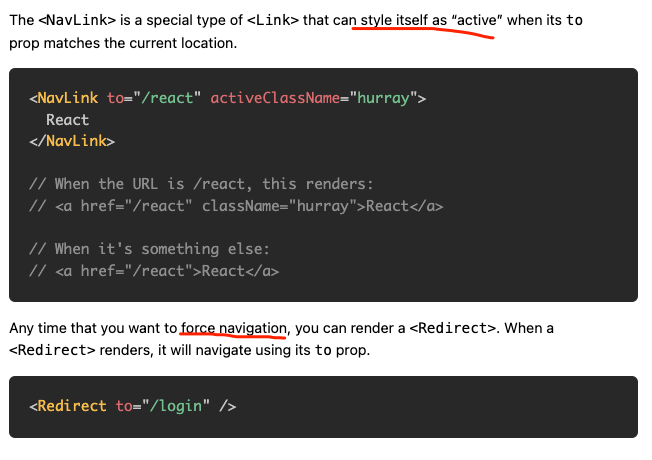 The <NavLink> is a special type of <Link> that can style itself as “active” when its to
prop matches the current location.
<NavLink to="/react" activeClassName="hurray">
React
</NavLink>
// When the URL is /react, this renders:
// <a href="/react" className="hurray">React</a>
// When it's something else:
// <a href="/react">React</a>
Any time that you want to force navigation, you can render a <Redirect>. When a
<Redirect> renders, it will navigate using its to prop.
<Redirect to="/login" />